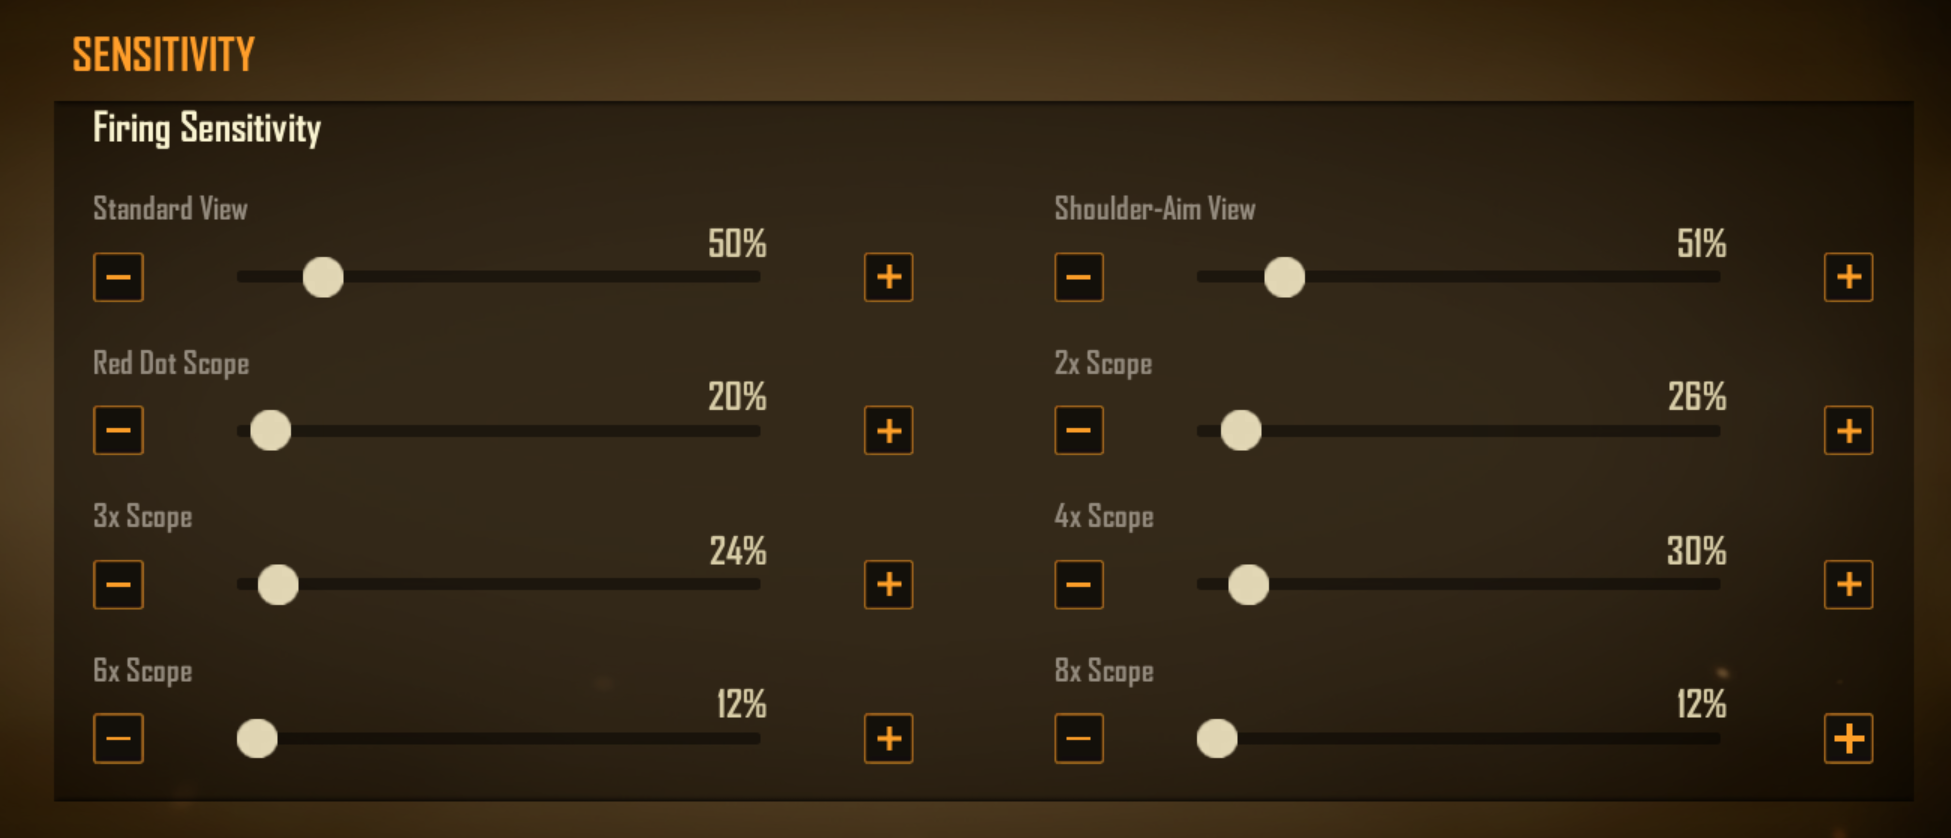 SENSITIVITY
Firing Sensitivity
Standard View
50%
Shoulder-Aim View
51%
Red Dot Scope
20%
2x Scope
26%
3x Scope
24%
4x Scope
30%
6x Scope
12%
8x Scope
12%